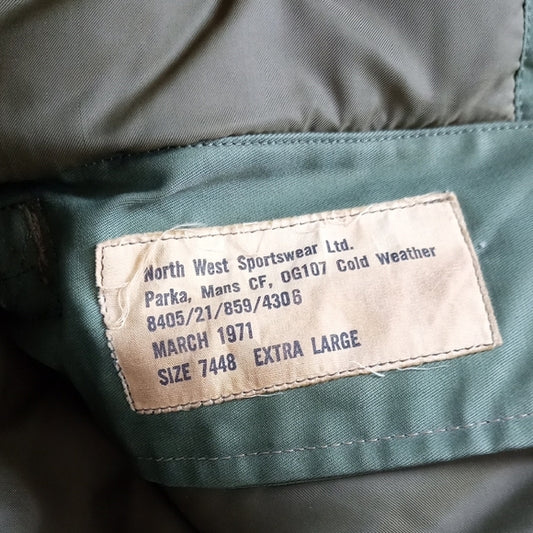 North West Sportswear Ltd.
Parka, Mans CF, OG107 Cold Weather
8405/21/859/4306
MARCH 1971
SIZE 7448 EXTRA LARGE